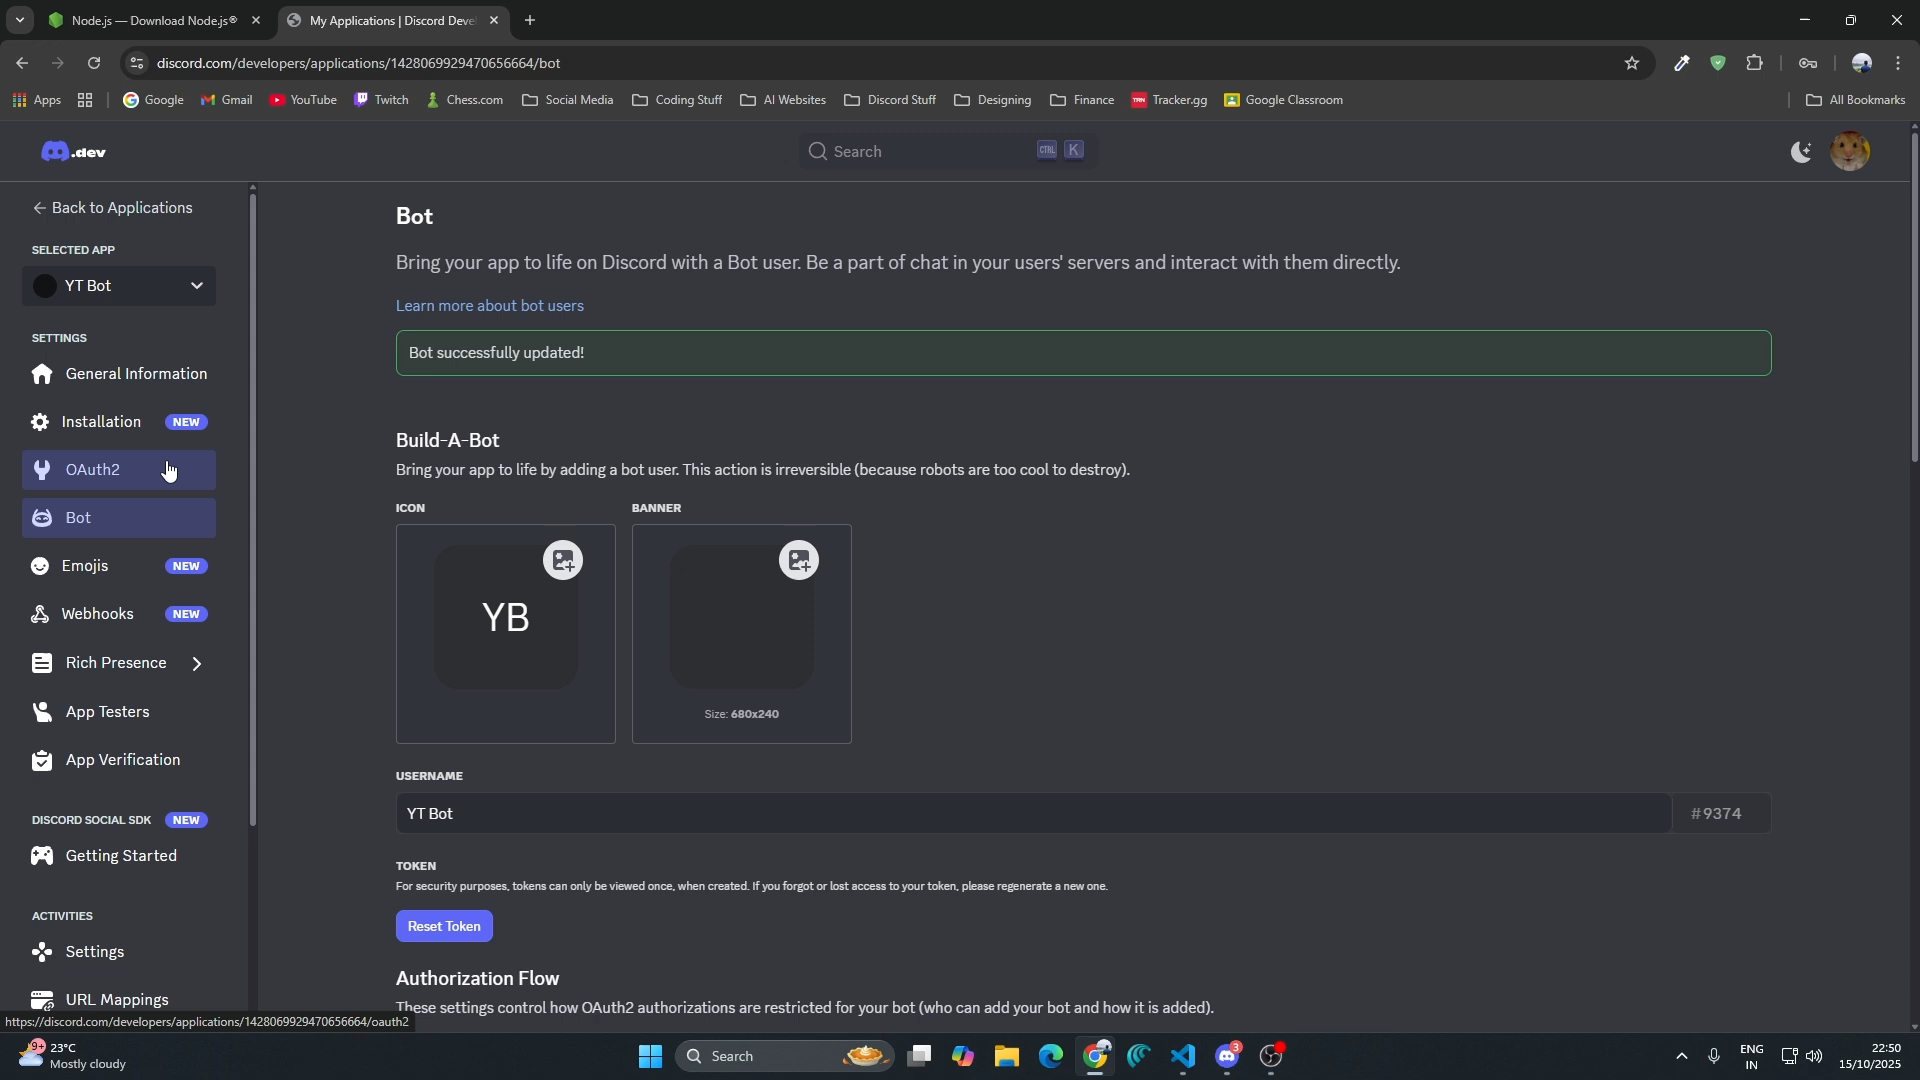 Node.js — Download Node.js®
My Applications | Discord Deve
discord.com/developers/applications/1428069929470656664/bot
Apps
Google
Gmail
YouTube
Twitch
Chess.com
Social Media
Coding Stuff
AI Websites
Discord Stuff
Designing
Finance
TRN
Tracker.gg
Google Classroom
All Bookmarks
.dev
Search
CTRL
K
Back to Applications
SELECTED APP
YT Bot
SETTINGS
General Information
Installation NEW
OAuth2
Bot
Emojis NEW
Webhooks NEW
Rich Presence
App Testers
App Verification
DISCORD SOCIAL SDK NEW
Getting Started
ACTIVITIES
Settings
URL Mappings
https://discord.com/developers/applications/1428069929470656664/oauth2
Bot
Bring your app to life on Discord with a Bot user. Be a part of chat in your users' servers and interact with them directly.
Learn more about bot users
Bot successfully updated!
Build-A-Bot
Bring your app to life by adding a bot user. This action is irreversible (because robots are too cool to destroy).
ICON
BANNER
YB
Size: 680x240
USERNAME
YT Bot
#9374
TOKEN
For security purposes, tokens can only be viewed once, when created. If you forgot or lost access to your token, please regenerate a new one.
Reset Token
Authorization Flow
These settings control how OAuth2 authorizations are restricted for your bot (who can add your bot and how it is added).
9+
23°C
Mostly cloudy
Search
3
ENG
IN
22:50
15/10/2025